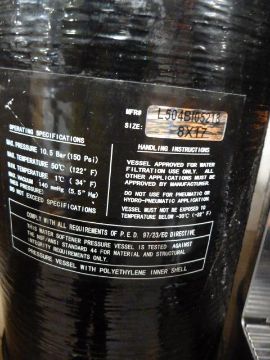 MFR# L504B105213
SIZE: 8X17
OPERATING SPECIFICATIONS
MAX. PRESSURE 10.5 Bar(150 Psi)
MAX. TEMPERATURE 50°C (122° F)
MIN. TEMPERATURE 1°C ( 34° F)
MAX. VACUUM 140 mmHg (5.5" Hg)
(NEG PRESSURE)
HANDLING INSTRUCTIONS
VESSEL APPROVED FOR WATER
FILTRATION USE ONLY. ALL
OTHER APPLICATIONS MUST BE
APPROVED BY MANUFACTURER.
DO NOT USE FOR PNEUMATIC OR
HYDRO-PNEUMATIC APPLICATION
VESSEL MUST NOT BE EXPOSED TO
TEMPERATURE BELOW -30°C (-20° F)
COMPLY WITH ALL REQUIREMENTS OF P.E.D. 97/23/EC DIRECTIVE
THIS WATER SOFTENER PRESSURE VESSEL IS TESTED AGAINST
THE NSF/ANSI STANDARD 44 FOR MATERIAL AND STRUCTURAL
INTEGRITY REQUIREMENTS ONLY.
PRESSURE VESSEL WITH POLYETHYLENE INNER SHELL